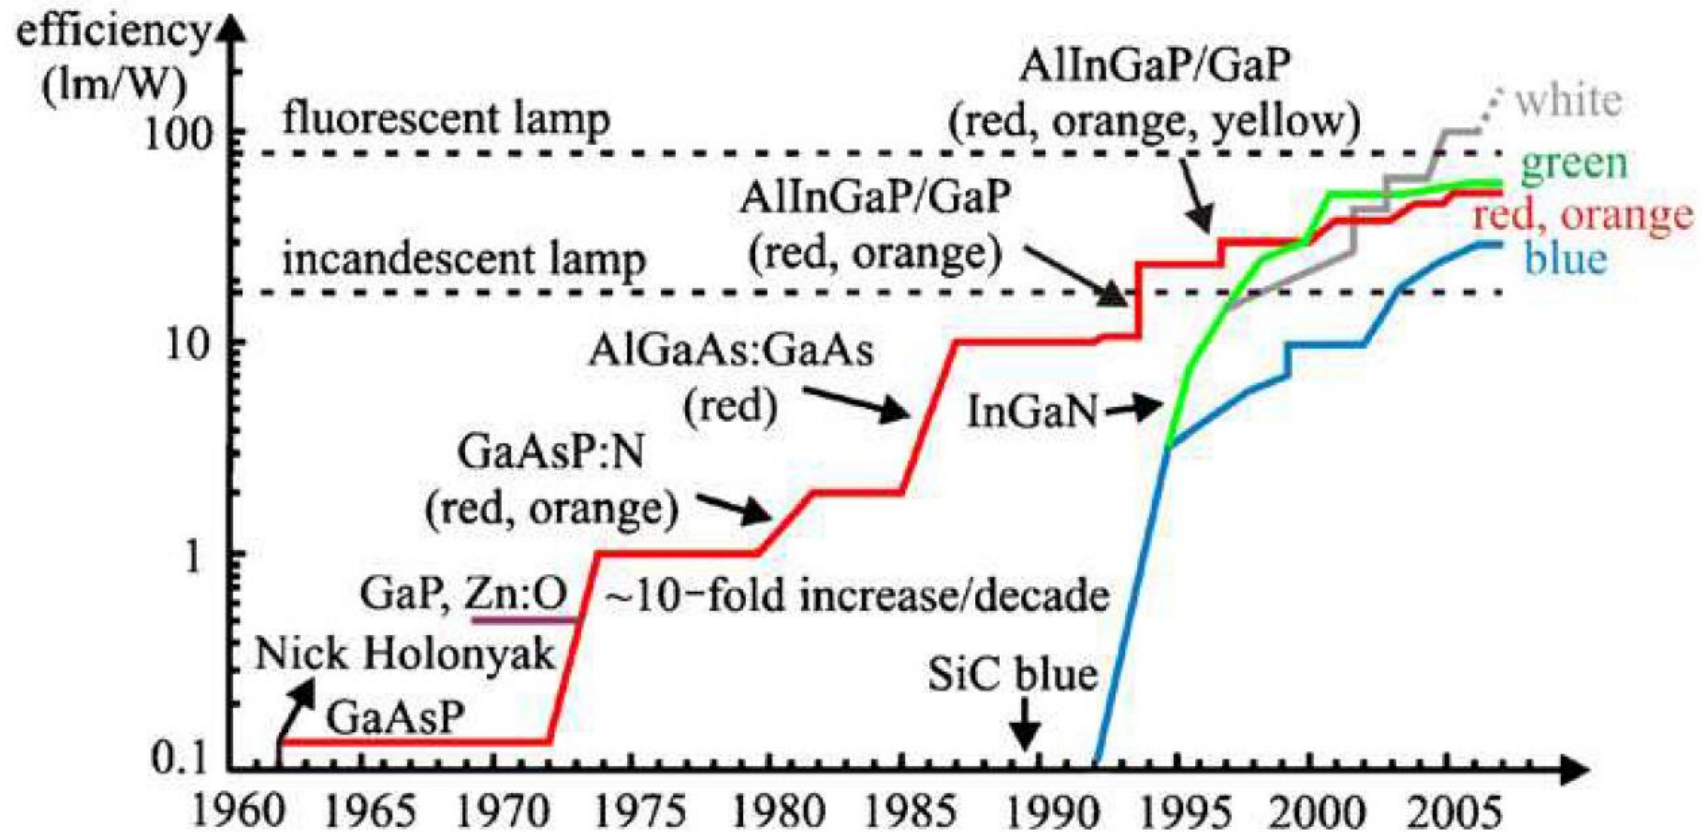 efficiency
(lm/W)
AlInGaP/GaP
(red, orange, yellow)
white
100
fluorescent lamp
green
AlInGaP/GaP
(red, orange)
red, orange
incandescent lamp
blue
10
AlGaAs:GaAs
(red)
InGaN
GaAsP:N
(red, orange)
1
GaP, Zn:O
~10-fold increase/decade
Nick Holonyak
SiC blue
GaAsP
0.1
1960 1965 1970 1975 1980 1985 1990 1995 2000 2005